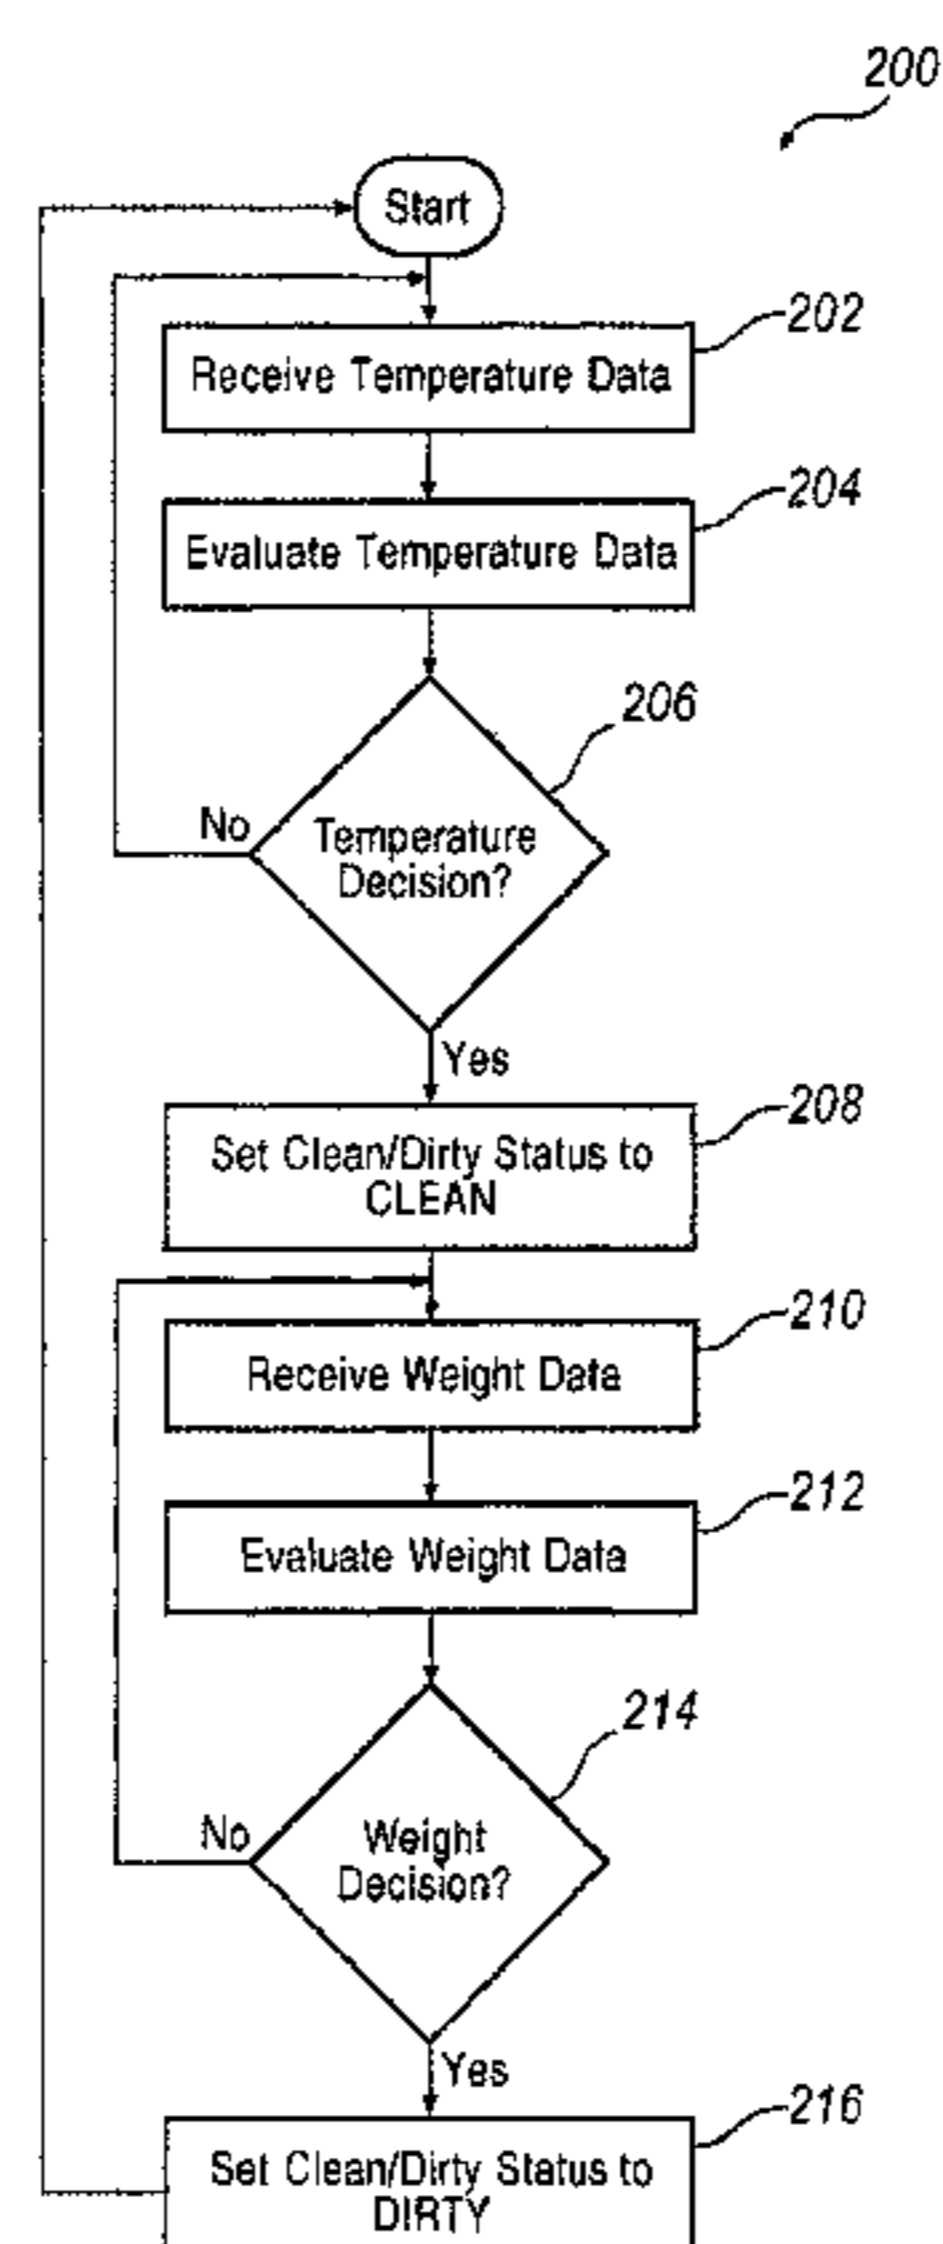 200
Start
202
Receive Temperature Data
204
Evaluate Temperature Data
206
Temperature
Decision?
No
Yes
208
Set Clean/Dirty Status to
CLEAN
210
Receive Weight Data
212
Evaluate Weight Data
214
Weight
Decision?
No
Yes
216
Set Clean/Dirty Status to
DIRTY